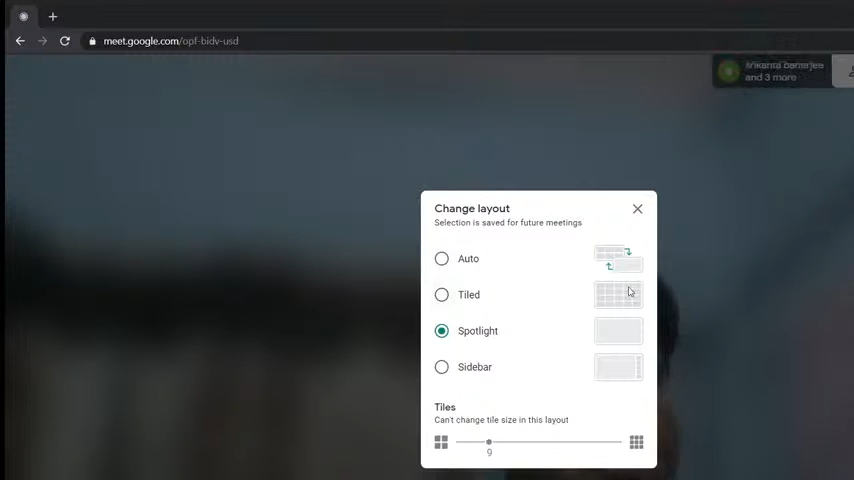 meet.google.com/opf-bidv-usd
Banerjee
and 3 more
Change layout
Selection is saved for future meetings
Auto
Tiled
Spotlight
Sidebar
Tiles
Can't change tile size in this layout
9